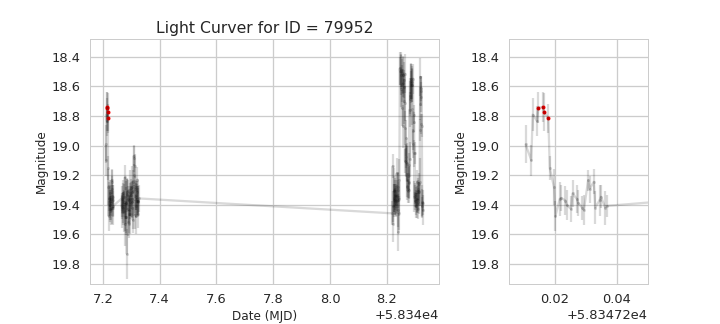 Light Curver for ID = 79952
18.4
18.6
18.8
19.0
19.2
19.4
19.6
19.8
Magnitude
7.2 7.4 7.6 7.8 8.0 8.2
Date (MJD)
+5.834e4
18.4
18.6
18.8
19.0
19.2
19.4
19.6
19.8
Magnitude
0.02 0.04
+5.83472e4